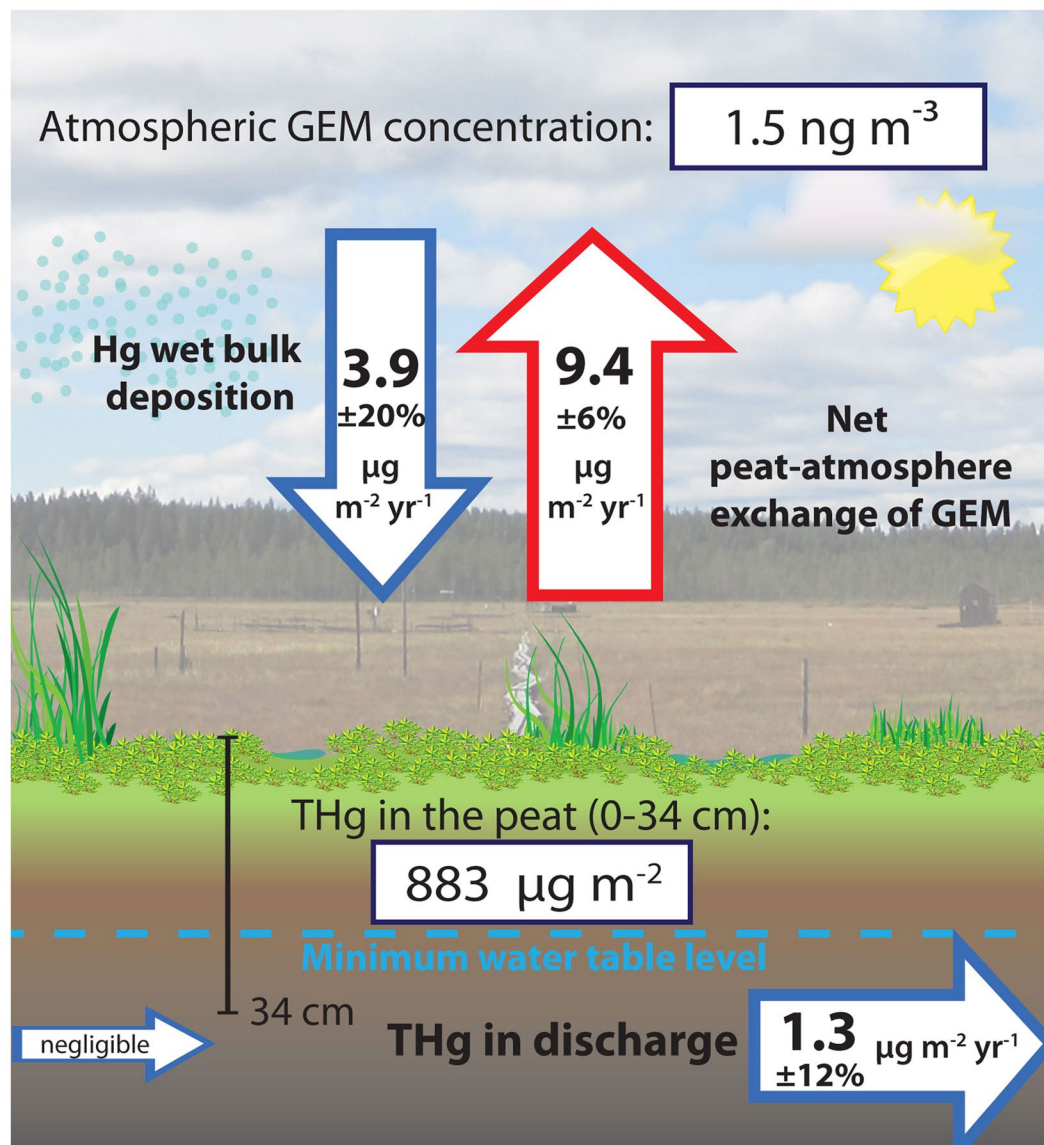 Atmospheric GEM concentration: 1.5 ng m⁻³
Hg wet bulk
deposition
3.9
±20%
µg
m⁻² yr⁻¹
9.4
±6%
µg
m⁻² yr⁻¹
Net
peat-atmosphere
exchange of GEM
THg in the peat (0-34 cm):
883 µg m⁻²
Minimum water table level
34 cm
negligible
THg in discharge
1.3 µg m⁻² yr⁻¹
±12%